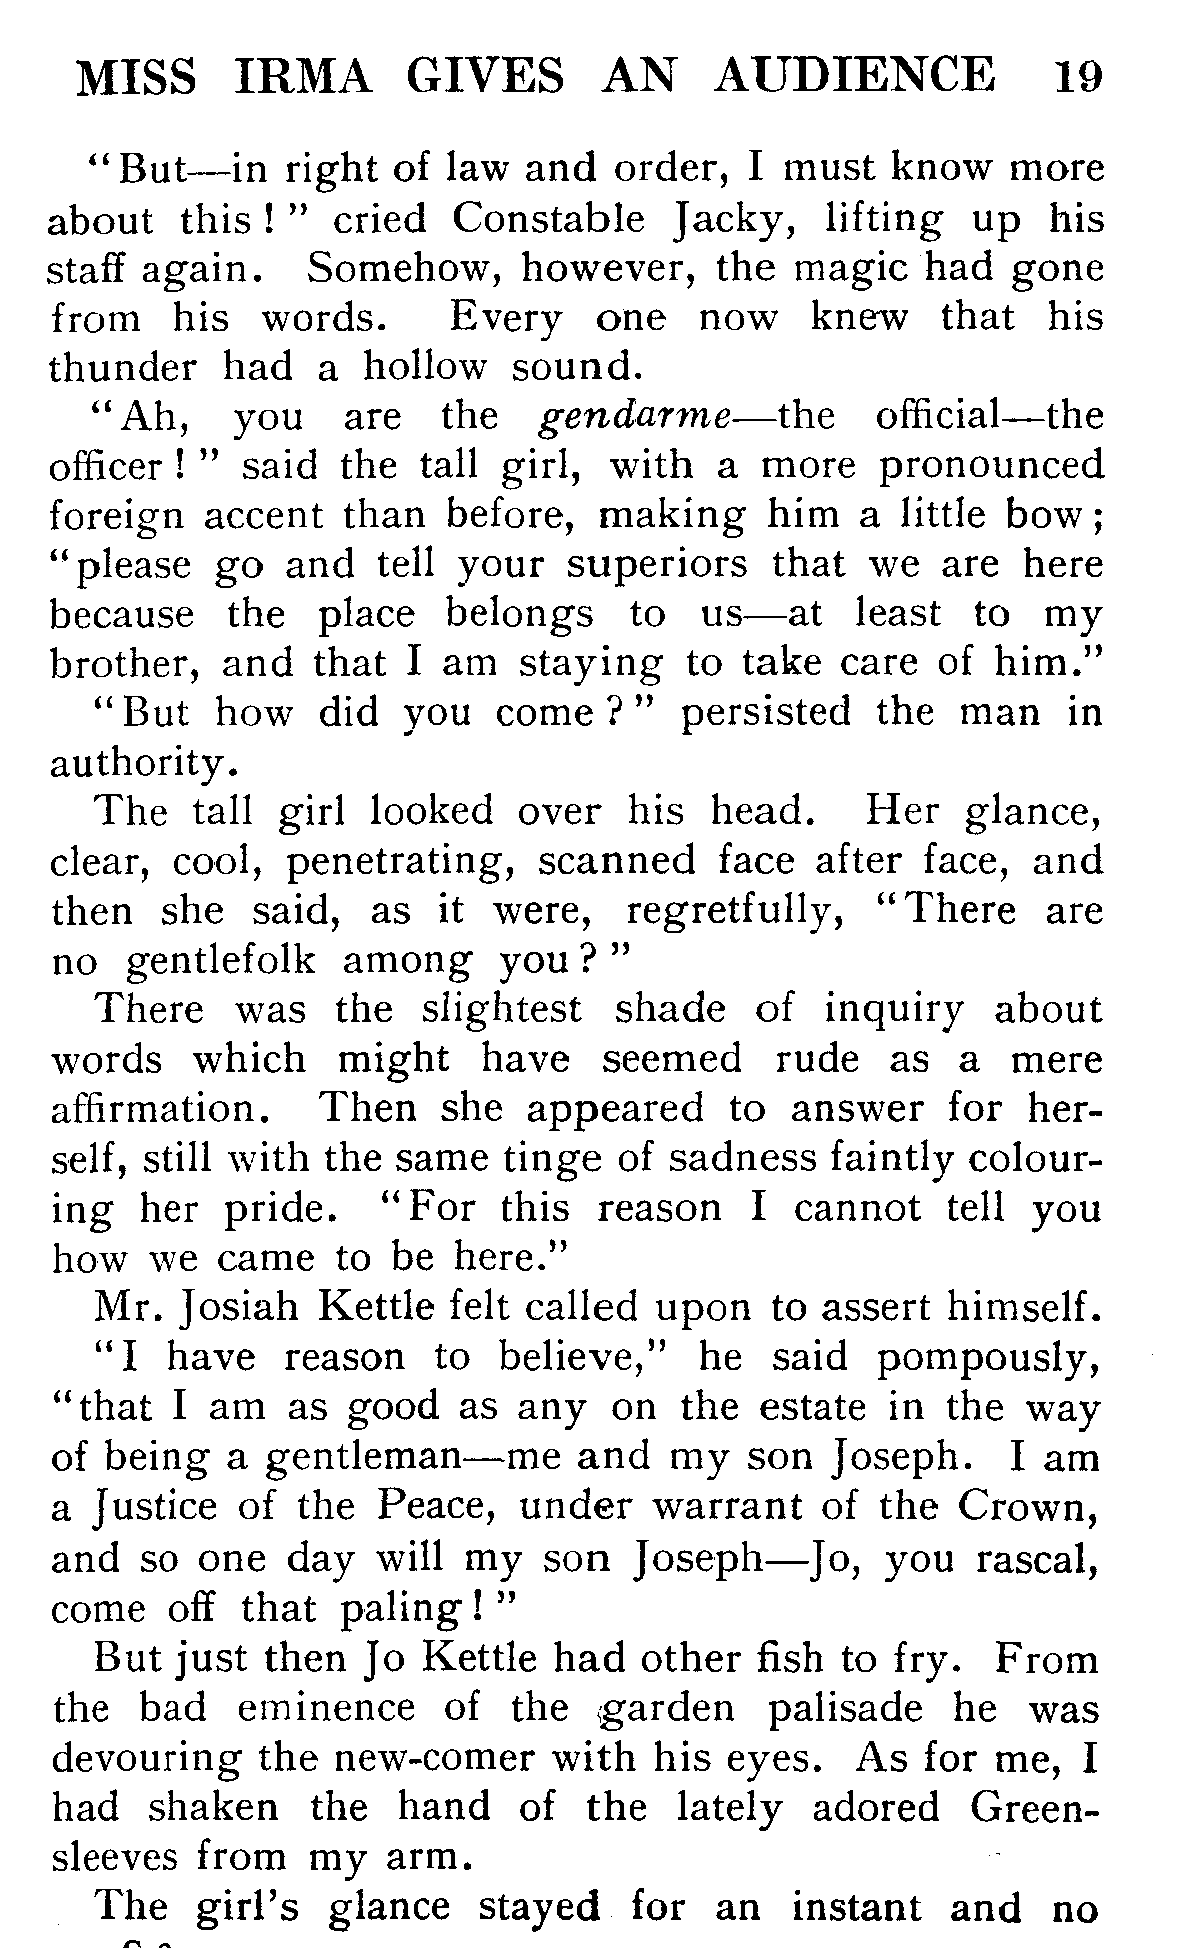 MISS IRMA GIVES AN AUDIENCE 19
“But—in right of law and order, I must know more
about this!” cried Constable Jacky, lifting up his
staff again. Somehow, however, the magic had gone
from his words. Every one now knew that his
thunder had a hollow sound.
“Ah, you are the gendarme—the official—the
officer!” said the tall girl, with a more pronounced
foreign accent than before, making him a little bow;
“please go and tell your superiors that we are here
because the place belongs to us—at least to my
brother, and that I am staying to take care of him.”
“But how did you come?” persisted the man in
authority.
The tall girl looked over his head. Her glance,
clear, cool, penetrating, scanned face after face, and
then she said, as it were, regretfully, “There are
no gentlefolk among you?”
There was the slightest shade of inquiry about
words which might have seemed rude as a mere
affirmation. Then she appeared to answer for her-
self, still with the same tinge of sadness faintly colour-
ing her pride. “For this reason I cannot tell you
how we came to be here.”
Mr. Josiah Kettle felt called upon to assert himself.
“I have reason to believe,” he said pompously,
“that I am as good as any on the estate in the way
of being a gentleman—me and my son Joseph. I am
a Justice of the Peace, under warrant of the Crown,
and so one day will my son Joseph—Jo, you rascal,
come off that paling!”
But just then Jo Kettle had other fish to fry. From
the bad eminence of the garden palisade he was
devouring the new-comer with his eyes. As for me, I
had shaken the hand of the lately adored Green-
sleeves from my arm.
The girl’s glance stayed for an instant and no